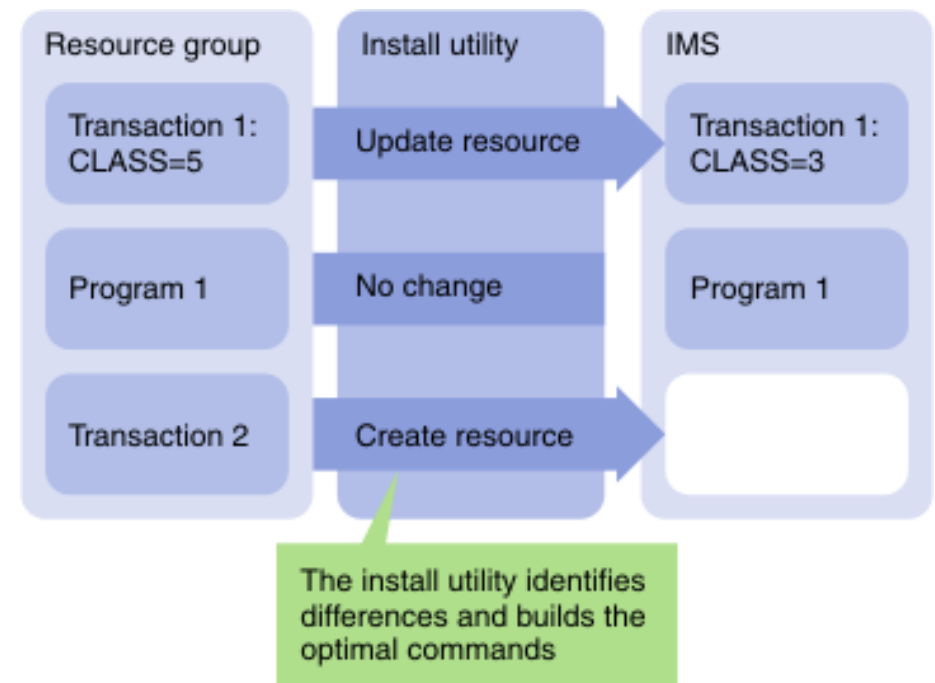 Resource group
Install utility
IMS
Transaction 1:
CLASS=5
Update resource
Transaction 1:
CLASS=3
Program 1
No change
Program 1
Transaction 2
Create resource
The install utility identifies
differences and builds the
optimal commands